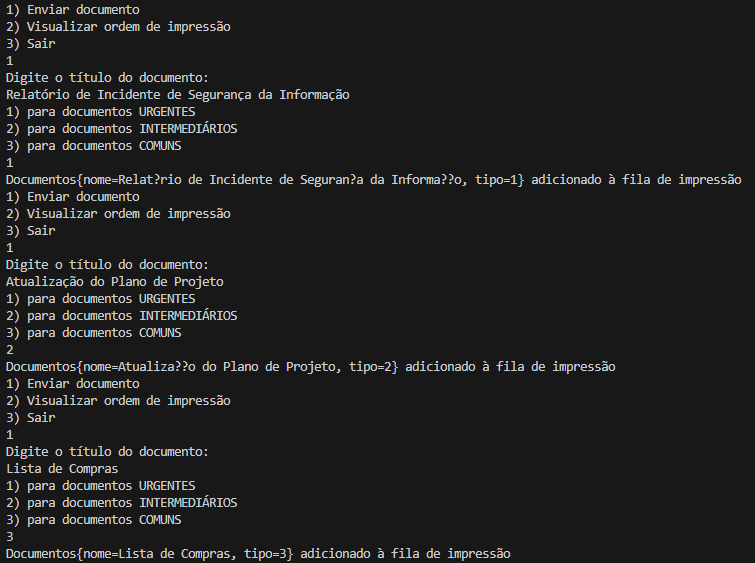 1) Enviar documento
2) Visualizar ordem de impressão
3) Sair
1
Digite o título do documento:
Relatório de Incidente de Segurança da Informação
1) para documentos URGENTES
2) para documentos INTERMEDIÁRIOS
3) para documentos COMUNS
1
Documentos{nome=Relat?rio de Incidente de Seguran?a da Informa??o, tipo=1} adicionado à fila de impressão
1) Enviar documento
2) Visualizar ordem de impressão
3) Sair
1
Digite o título do documento:
Atualização do Plano de Projeto
1) para documentos URGENTES
2) para documentos INTERMEDIÁRIOS
3) para documentos COMUNS
2
Documentos{nome=Atualiza??o do Plano de Projeto, tipo=2} adicionado à fila de impressão
1) Enviar documento
2) Visualizar ordem de impressão
3) Sair
1
Digite o título do documento:
Lista de Compras
1) para documentos URGENTES
2) para documentos INTERMEDIÁRIOS
3) para documentos COMUNS
3
Documentos{nome=Lista de Compras, tipo=3} adicionado à fila de impressão